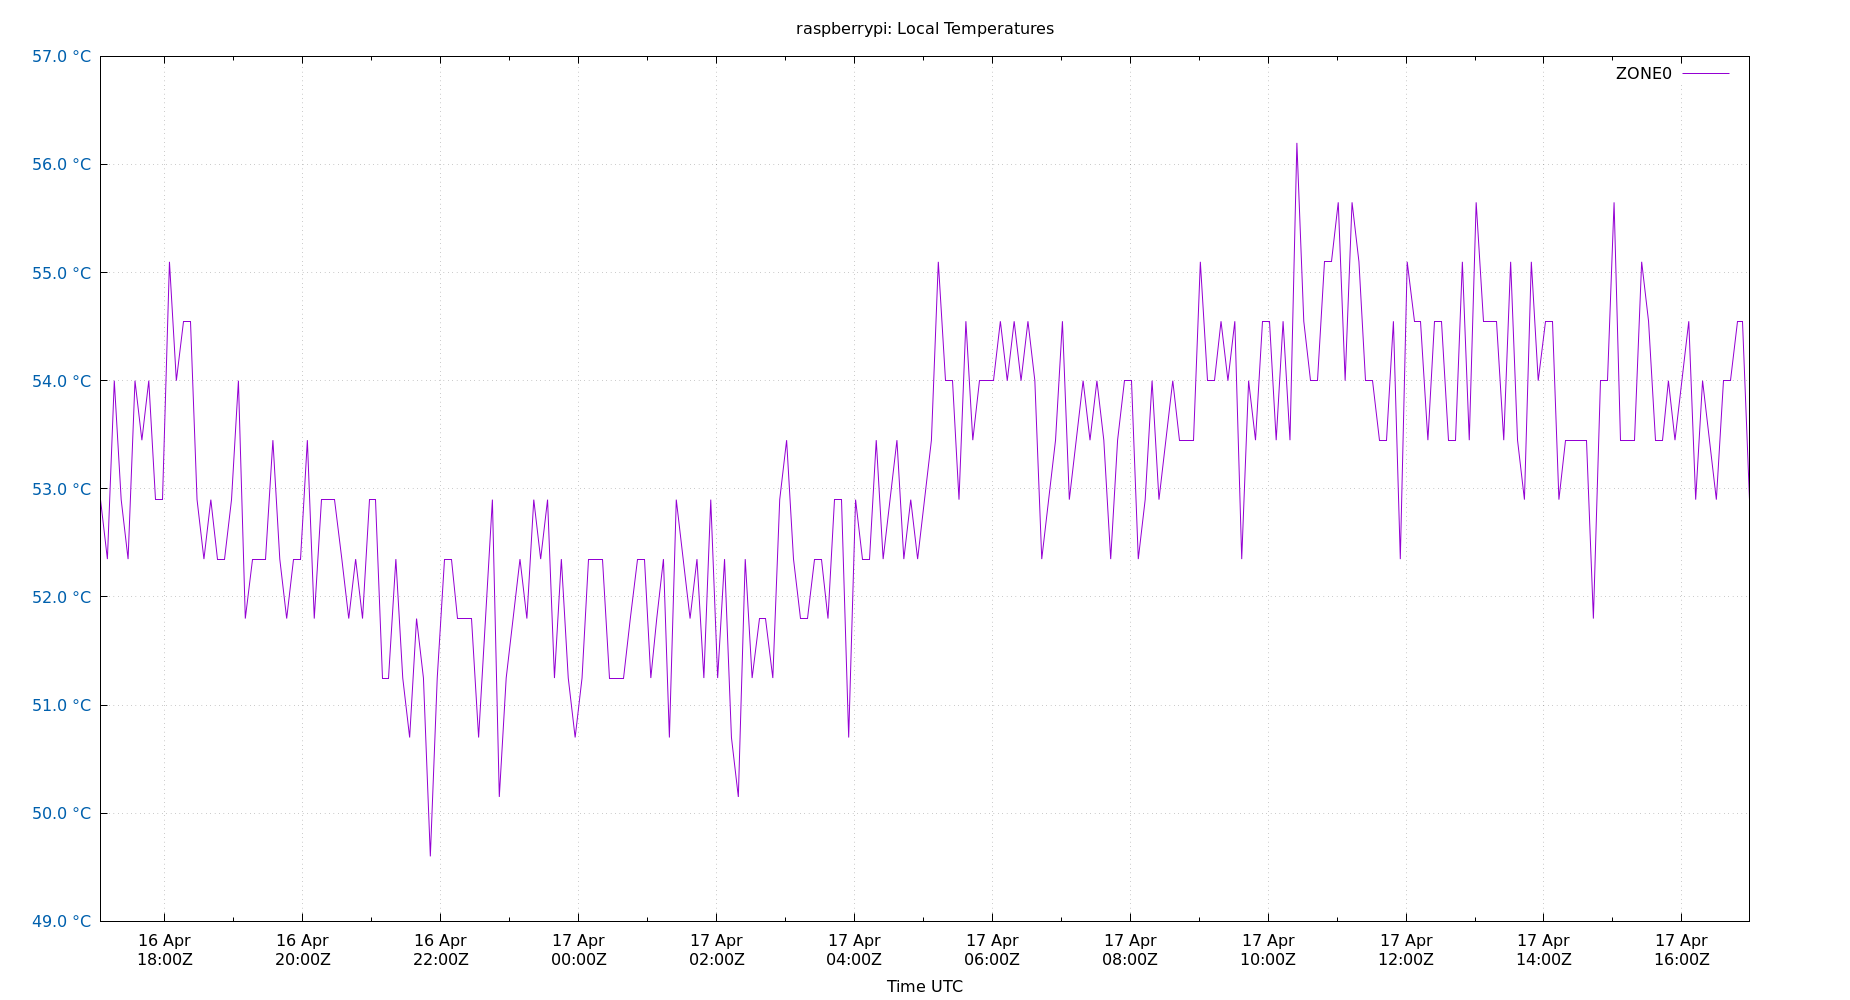 raspberrypi: Local Temperatures
57.0 °C
ZONE0
56.0 °C
55.0 °C
54.0 °C
53.0 °C
52.0 °C
51.0 °C
50.0 °C
49.0 °C
16 Apr 16 Apr 16 Apr 17 Apr 17 Apr 17 Apr 17 Apr 17 Apr 17 Apr 17 Apr 17 Apr 17 Apr
18:00Z 20:00Z 22:00Z 00:00Z 02:00Z 04:00Z 06:00Z 08:00Z 10:00Z 12:00Z 14:00Z 16:00Z
Time UTC